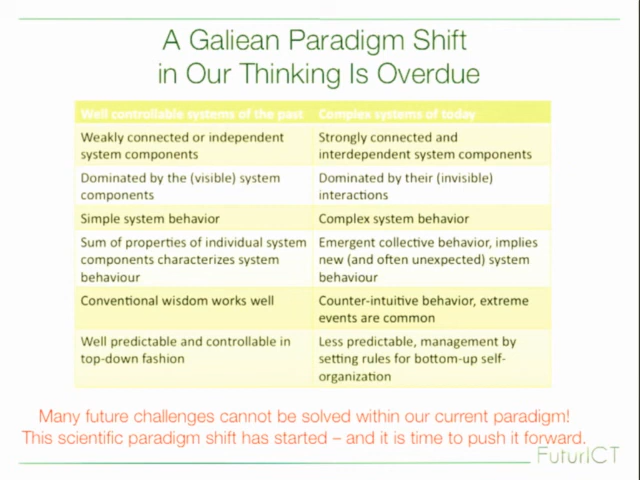 A Galiean Paradigm Shift
in Our Thinking Is Overdue
Well controllable systems of the past
Complex systems of today
Weakly connected or independent
system components
Strongly connected and
interdependent system components
Dominated by the (visible) system
components
Dominated by their (invisible)
interactions
Simple system behavior
Complex system behavior
Sum of properties of individual system
components characterizes system
behaviour
Emergent collective behavior, implies
new (and often unexpected) system
behaviour
Conventional wisdom works well
Counter-intuitive behavior, extreme
events are common
Well predictable and controllable in
top-down fashion
Less predictable, management by
setting rules for bottom-up self-
organization
Many future challenges cannot be solved within our current paradigm!
This scientific paradigm shift has started – and it is time to push it forward.
FuturICT